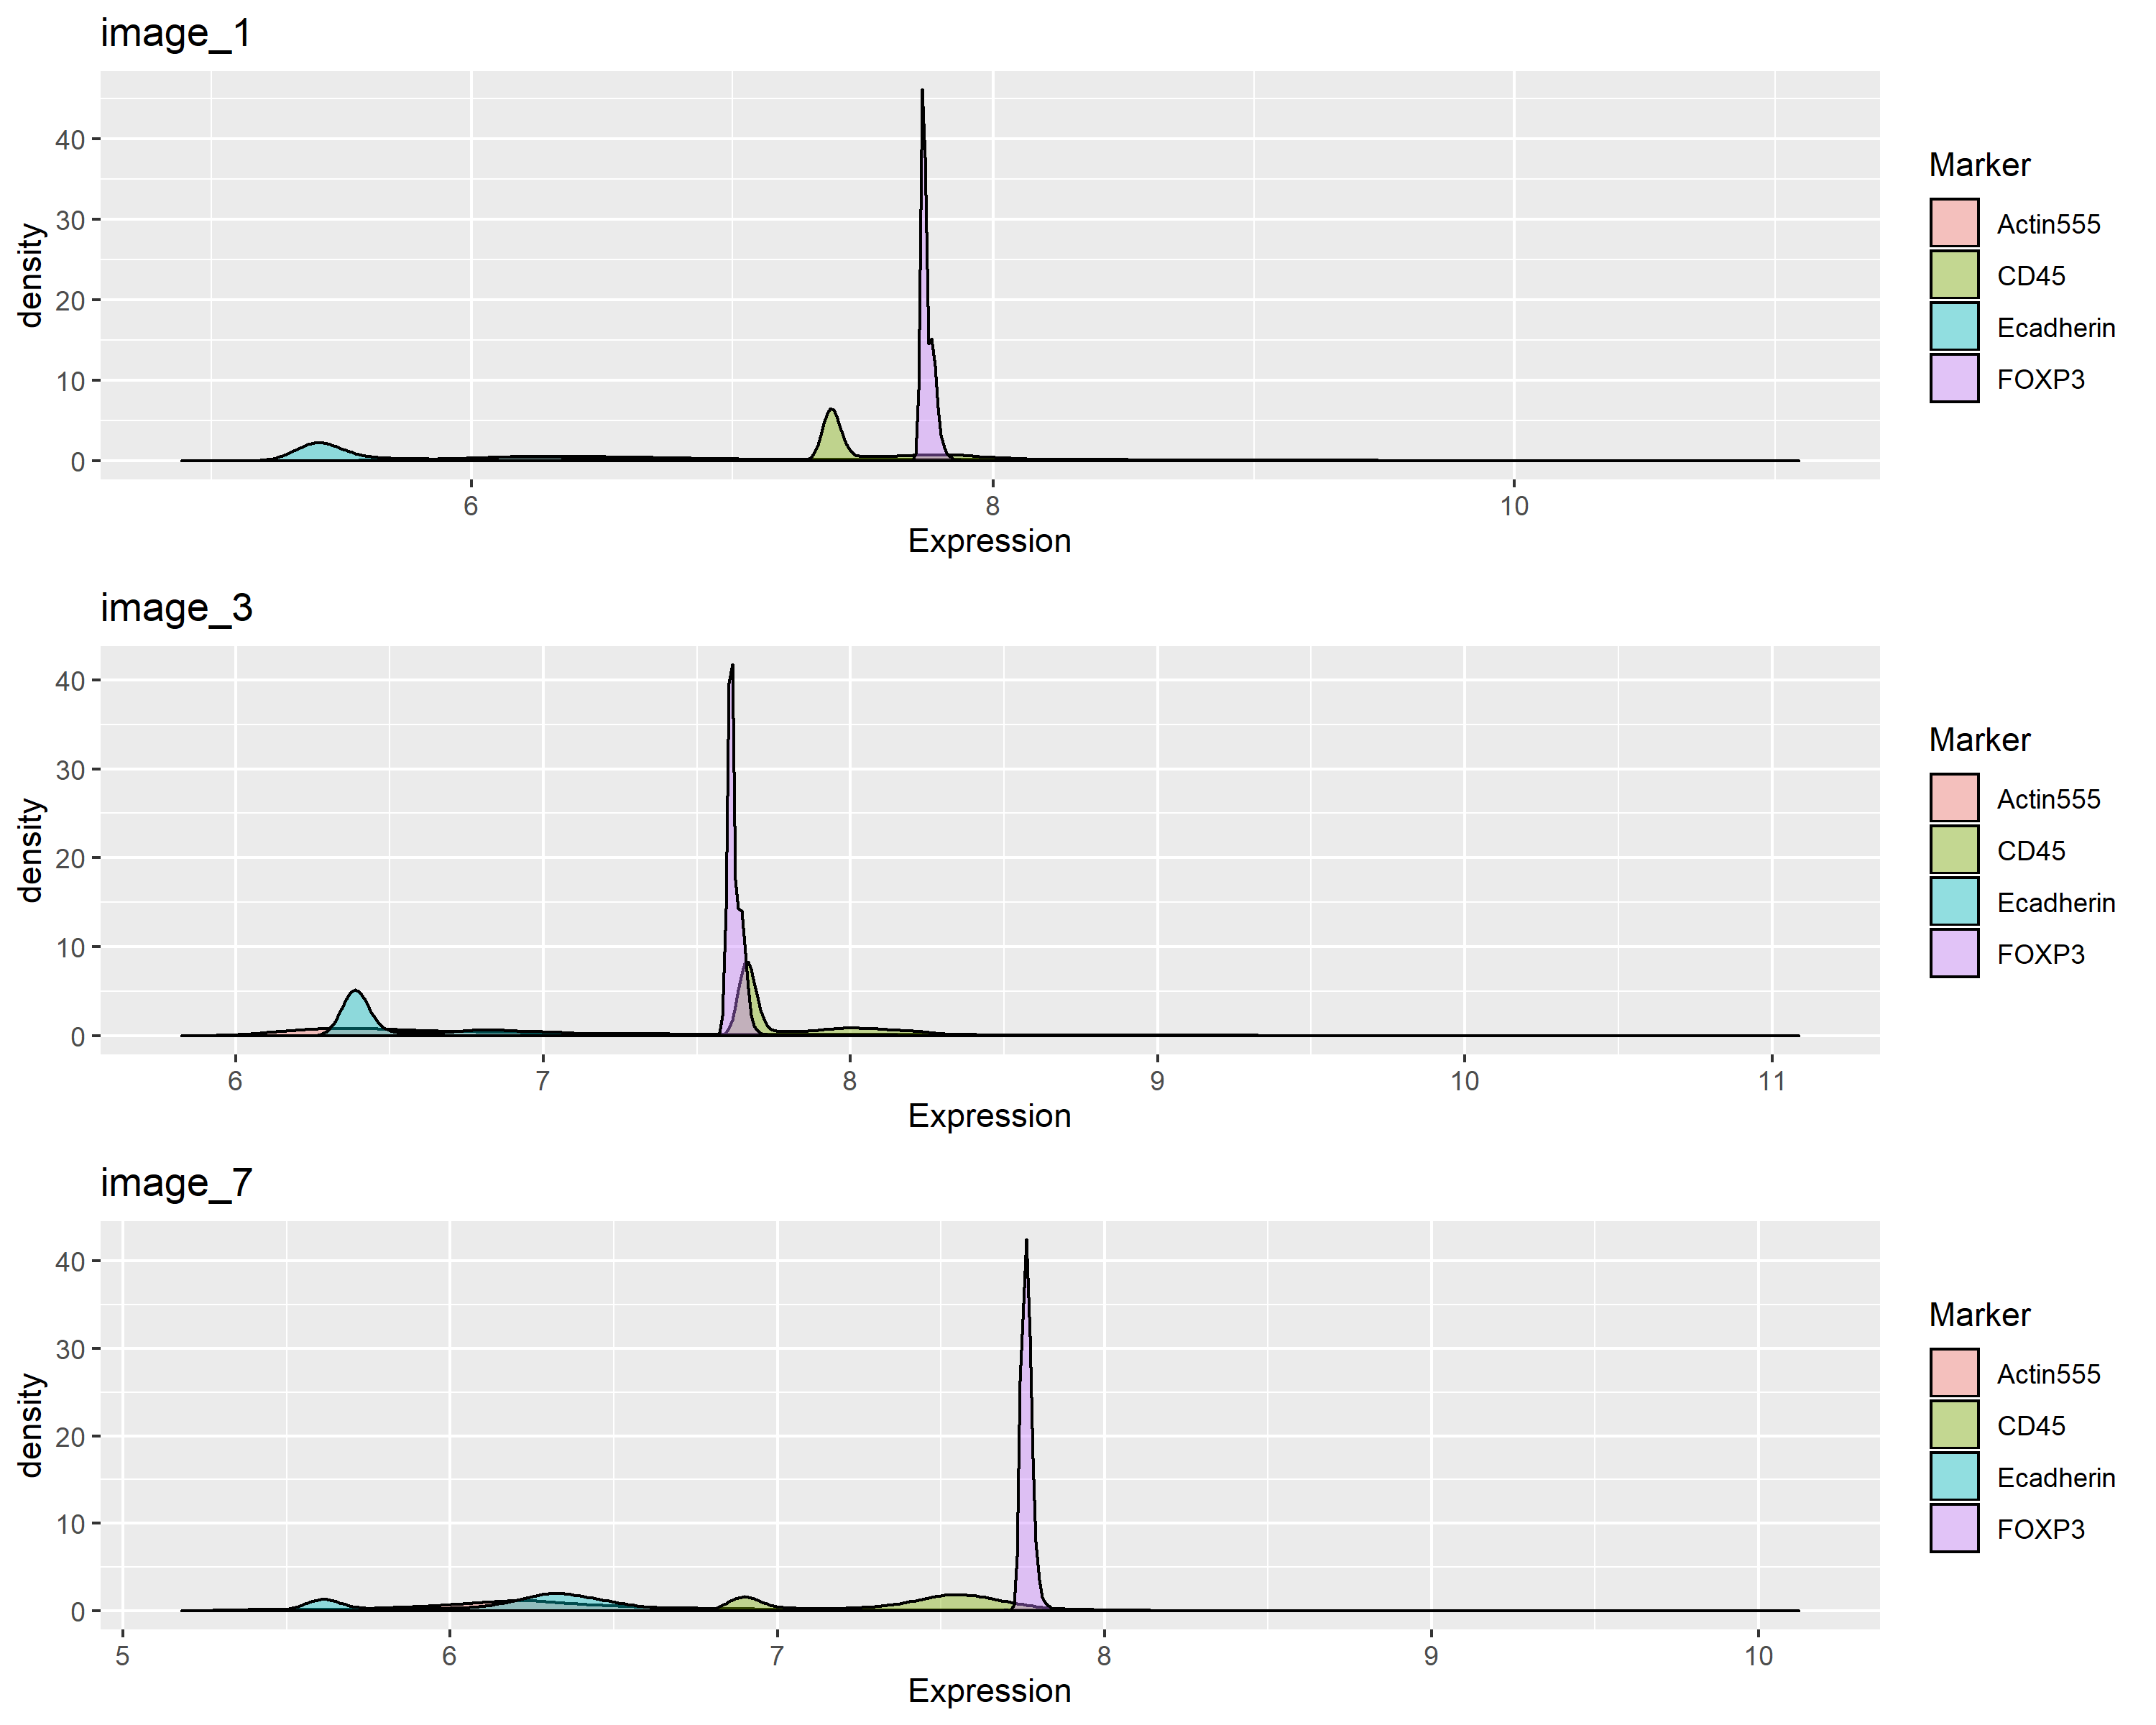 image_1
density
40
30
20
10
0
6 8 10
Expression
Marker
Actin555
CD45
Ecadherin
FOXP3
image_3
density
40
30
20
10
0
6 7 8 9 10 11
Expression
Marker
Actin555
CD45
Ecadherin
FOXP3
image_7
density
40
30
20
10
0
5 6 7 8 9 10
Expression
Marker
Actin555
CD45
Ecadherin
FOXP3